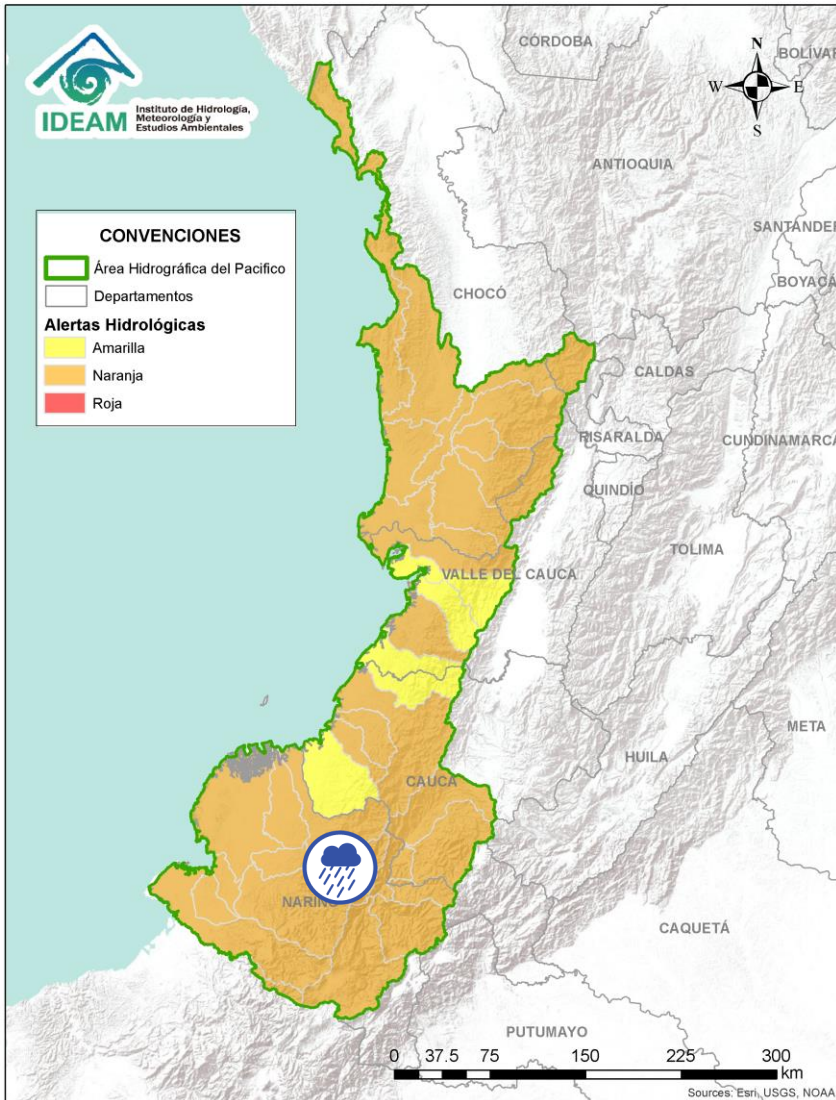 CÓRDOBA
BOLÍVAR
N
W
E
S
IDEAM
Instituto de Hidrología,
Meteorología y
Estudios Ambientales
ANTIOQUIA
SANTANDER
CONVENCIONES
Área Hidrográfica del Pacifico
Departamentos
Alertas Hidrológicas
Amarilla
Naranja
Roja
BOYACÁ
CHOCÓ
CALDAS
RISARALDA
CUNDINAMARCA
QUINDÍO
TOLIMA
VALLE DEL CAUCA
META
HUILA
CAUCA
NARIÑO
CAQUETÁ
PUTUMAYO
0 37.5 75 150 225 300
km
Sources: Esri, USGS, NOAA